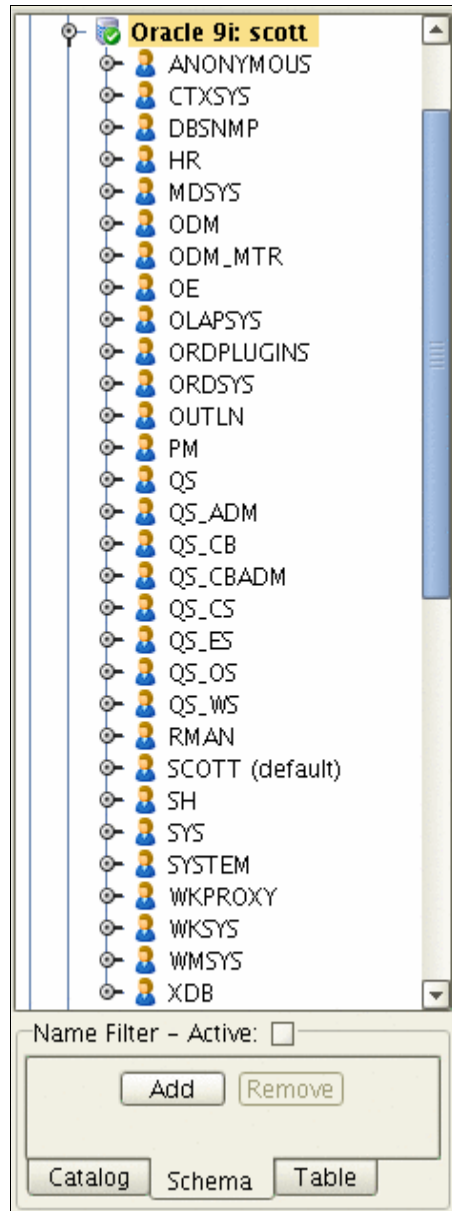 Oracle 9i: scott
ANONYMOUS
CTXSYS
DBSNMP
HR
MDSYS
ODM
ODM_MTR
OE
OLAPSYS
ORDPLUGINS
ORDSYS
OUTLN
PM
QS
QS_ADM
QS_CB
QS_CBADM
QS_CS
QS_ES
QS_OS
QS_WS
RMAN
SCOTT (default)
SH
SYS
SYSTEM
WKPROXY
WKSYS
WMSYS
XDB
Name Filter – Active:
Add Remove
Catalog Schema Table